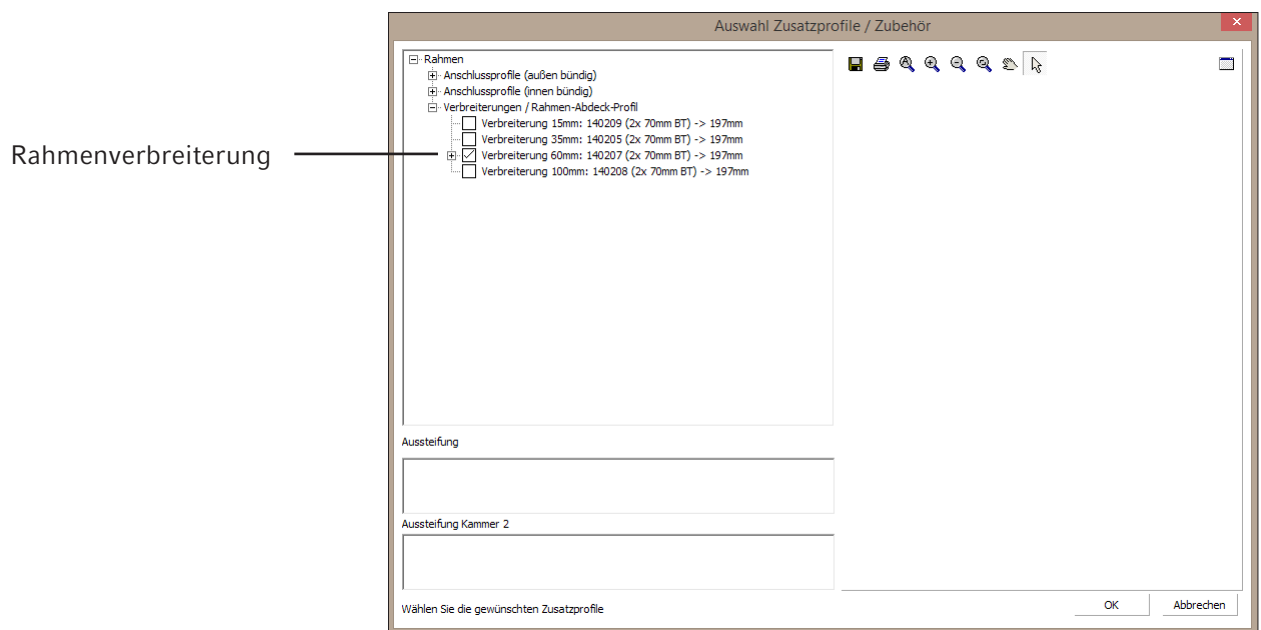 Auswahl Zusatzprofile / Zubehör
Rahmen
Anschlussprofile (außen bündig)
Anschlussprofile (innen bündig)
Verbreiterungen / Rahmen-Abdeck-Profil
Verbreiterung 15mm: 140209 (2x 70mm BT) -> 197mm
Verbreiterung 35mm: 140205 (2x 70mm BT) -> 197mm
Rahmenverbreiterung
Verbreiterung 60mm: 140207 (2x 70mm BT) -> 197mm
Verbreiterung 100mm: 140208 (2x 70mm BT) -> 197mm
Aussteifung
Aussteifung Kammer 2
Wählen Sie die gewünschten Zusatzprofile
OK
Abbrechen